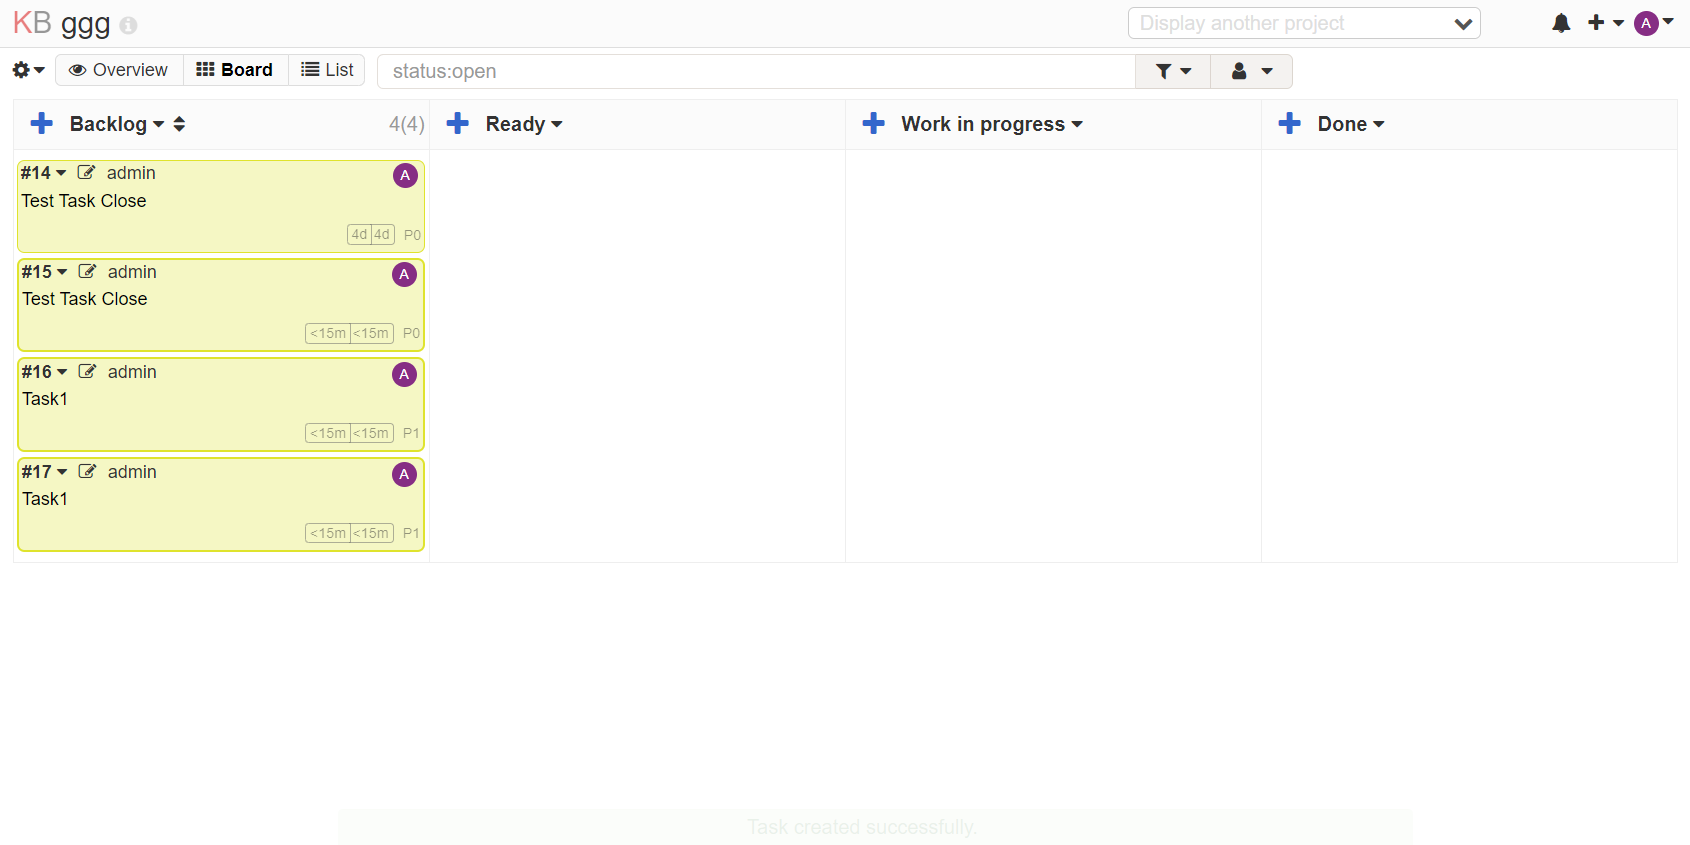 KB ggg
Display another project
A
Overview Board List
status:open
Backlog 4(4)
Ready
Work in progress
Done
#14 admin A
Test Task Close
4d 4d P0
#15 admin A
Test Task Close
<15m <15m P0
#16 admin A
Task1
<15m <15m P1
#17 admin A
Task1
<15m <15m P1
Task created successfully.